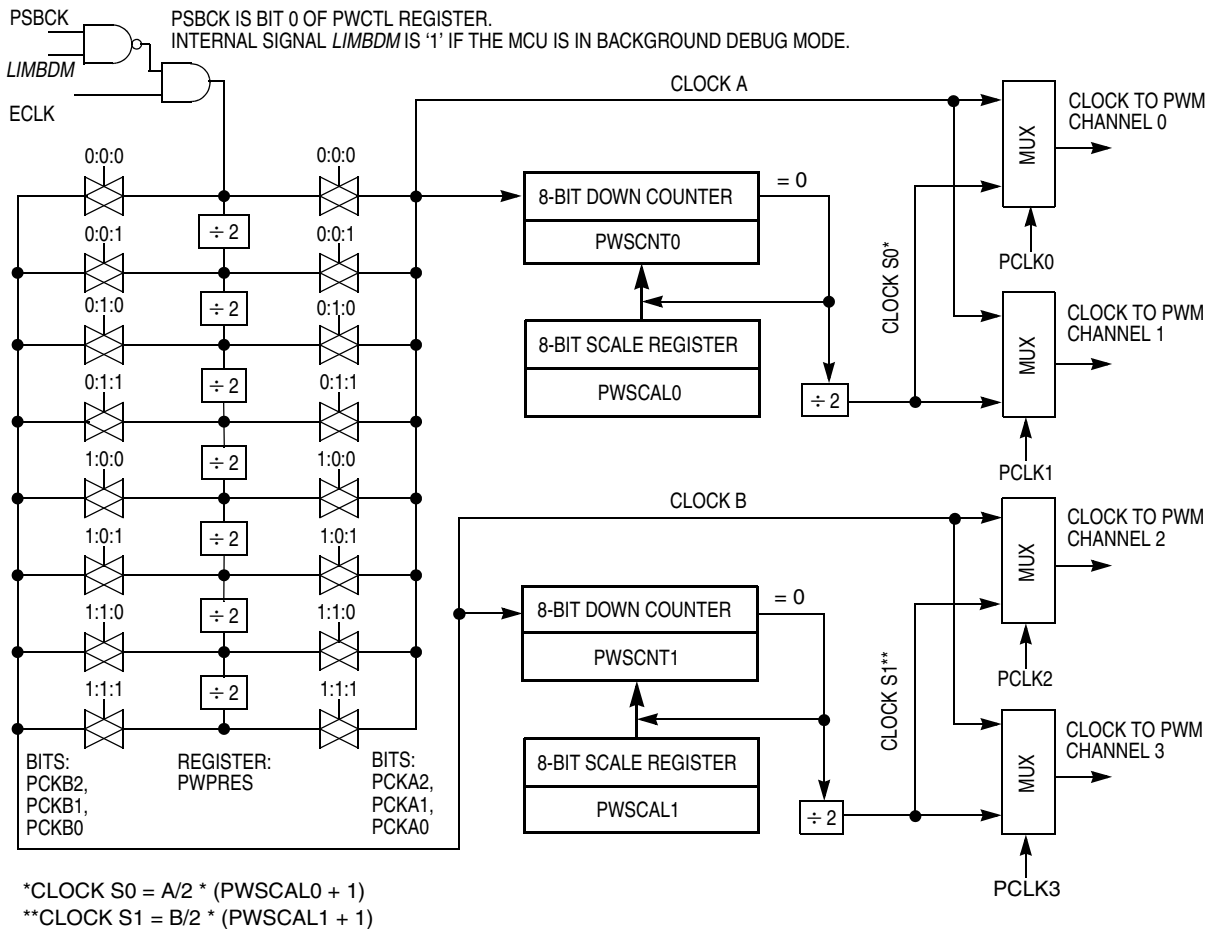 PSBCK
PSBCK IS BIT 0 OF PWCTL REGISTER.
INTERNAL SIGNAL LIMBDM IS ‘1’ IF THE MCU IS IN BACKGROUND DEBUG MODE.
LIMBDM
ECLK
CLOCK A
CLOCK TO PWM
CHANNEL 0
MUX
PCLK0
0:0:0
0:0:0
÷ 2
0:0:1
0:0:1
÷ 2
0:1:0
0:1:0
÷ 2
0:1:1
0:1:1
÷ 2
1:0:0
1:0:0
÷ 2
1:0:1
1:0:1
÷ 2
1:1:0
1:1:0
÷ 2
1:1:1
1:1:1
8-BIT DOWN COUNTER
= 0
PWSCNT0
8-BIT SCALE REGISTER
PWSCAL0
÷ 2
CLOCK S0*
CLOCK TO PWM
CHANNEL 1
MUX
PCLK1
CLOCK B
CLOCK TO PWM
CHANNEL 2
MUX
PCLK2
8-BIT DOWN COUNTER
= 0
PWSCNT1
8-BIT SCALE REGISTER
PWSCAL1
÷ 2
CLOCK S1**
CLOCK TO PWM
CHANNEL 3
MUX
PCLK3
BITS:
PCKB2,
PCKB1,
PCKB0
REGISTER:
PWPRES
BITS:
PCKA2,
PCKA1,
PCKA0
*CLOCK S0 = A/2 * (PWSCAL0 + 1)
**CLOCK S1 = B/2 * (PWSCAL1 + 1)